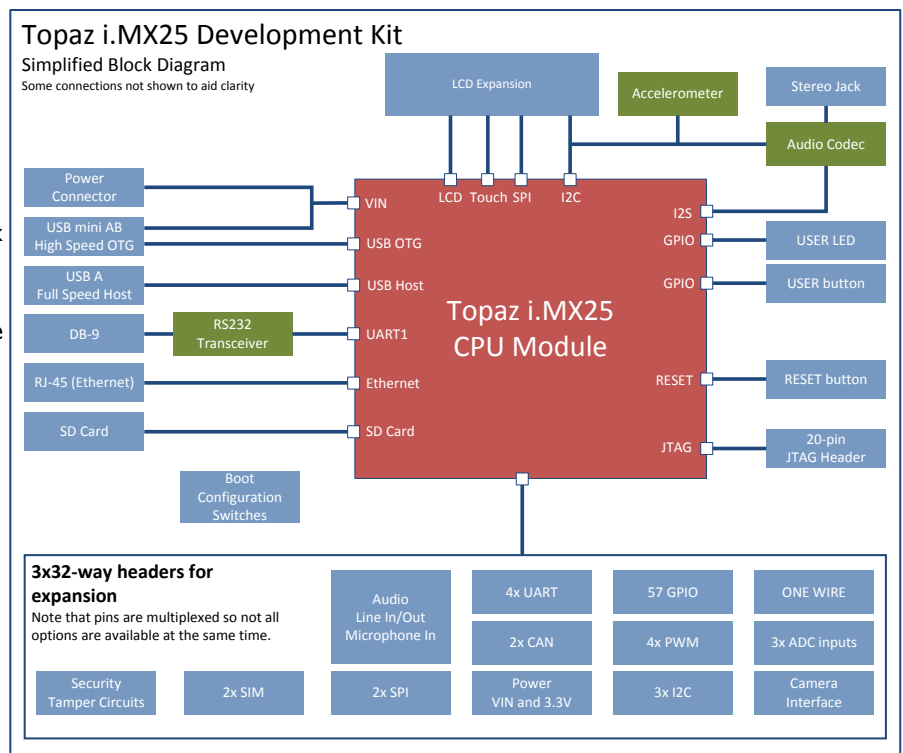 Topaz i.MX25 Development Kit
Simplified Block Diagram
Some connections not shown to aid clarity
LCD Expansion
Accelerometer
Stereo Jack
Audio Codec
Power
Connector
USB mini AB
High Speed OTG
USB A
Full Speed Host
DB-9
RS232
Transceiver
RJ-45 (Ethernet)
SD Card
Boot
Configuration
Switches
LCD
Touch
SPI
I2C
VIN
USB OTG
USB Host
UART1
Ethernet
SD Card
Topaz i.MX25
CPU Module
I2S
GPIO
GPIO
RESET
JTAG
USER LED
USER button
RESET button
20-pin
JTAG Header
3x32-way headers for
expansion
Note that pins are multiplexed so not all
options are available at the same time.
Audio
Line In/Out
Microphone In
4x UART
57 GPIO
ONE WIRE
2x CAN
4x PWM
3x ADC inputs
Security
Tamper Circuits
2x SIM
2x SPI
Power
VIN and 3.3V
3x I2C
Camera
Interface